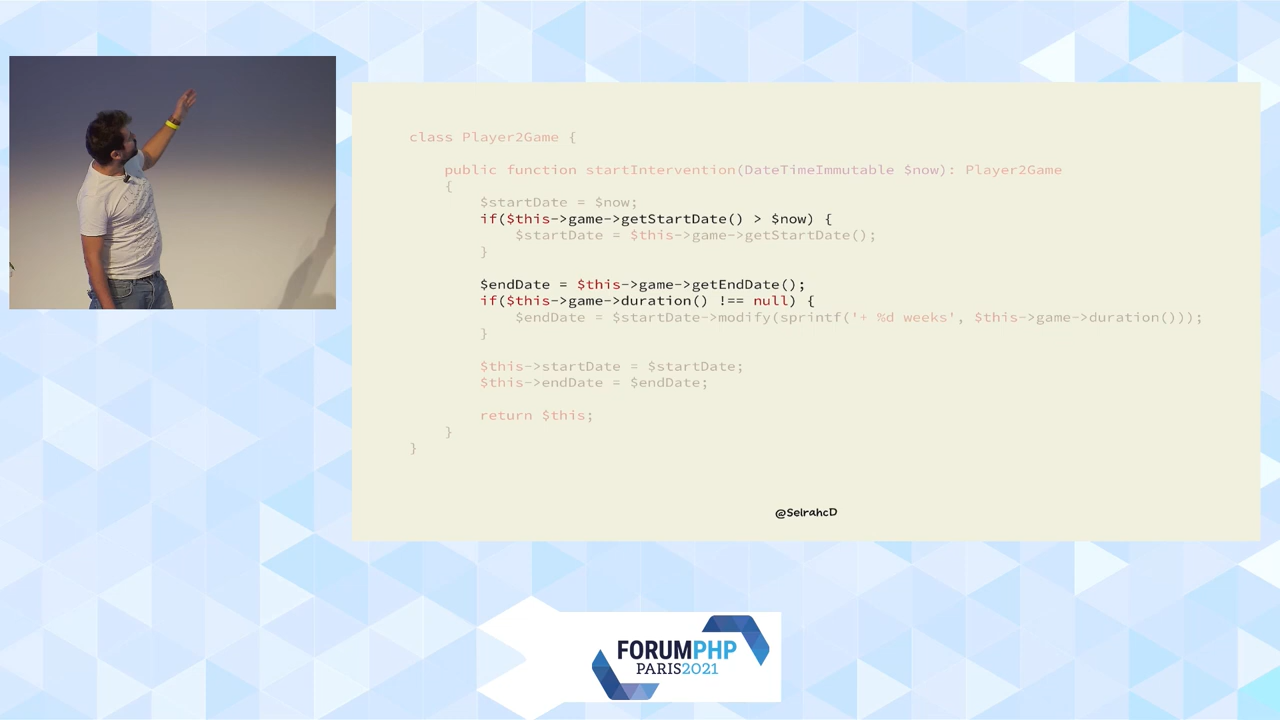 class Player2Game {
public function startIntervention(DateTimeImmutable $now): Player2Game
{
$startDate = $now;
if($this->game->getStartDate() > $now) {
$startDate = $this->game->getStartDate();
}
$endDate = $this->game->getEndDate();
if($this->game->duration() !== null) {
$endDate = $startDate->modify(sprintf('+ %d weeks', $this->game->duration()));
}
$this->startDate = $startDate;
$this->endDate = $endDate;
return $this;
}
}
@SelrahcD
FORUMPHP
PARIS2021